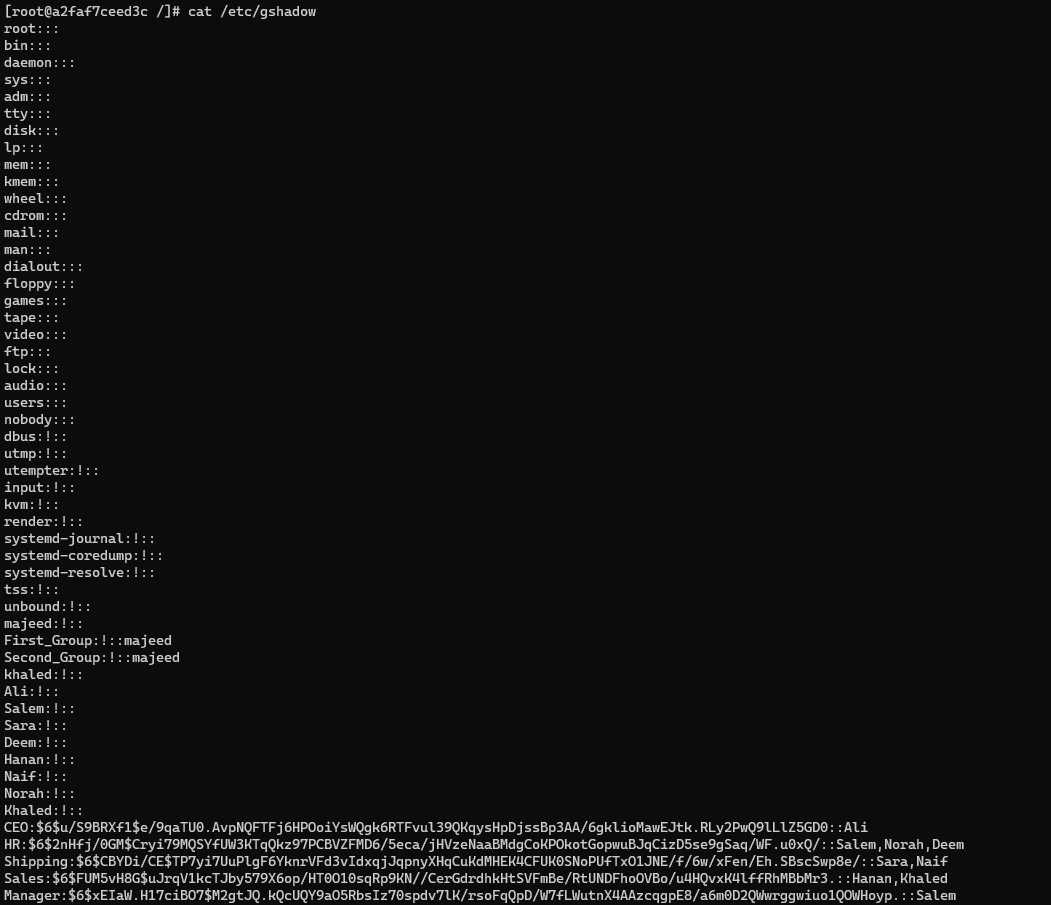 [root@a2faf7ceed3c /]# cat /etc/gshadow
root:::
bin:::
daemon:::
sys:::
adm:::
tty:::
disk:::
lp:::
mem:::
kmem:::
wheel:::
cdrom:::
mail:::
man:::
dialout:::
floppy:::
games:::
tape:::
video:::
ftp:::
lock:::
audio:::
users:::
nobody:::
dbus:!::
utmp:!::
utempter:!::
input:!::
kvm:!::
render:!::
systemd-journal:!::
systemd-coredump:!::
systemd-resolve:!::
tss:!::
unbound:!::
majeed:!::
First_Group:!::majeed
Second_Group:!::majeed
khaled:!::
Ali:!::
Salem:!::
Sara:!::
Deem:!::
Hanan:!::
Naif:!::
Norah:!::
Khaled:!::
CEO:$6$u/S9BRXf1$e/9qaTU0.AvpNQFTFj6HPOoiYsWQgk6RTFvul39QKqysHpDjssBp3AA/6gklioMawEJtk.RLy2PwQ9lLlZ5GD0::Ali
HR:$6$2nHfj/0GM$Cryi79MQSYfUW3KTqQkz97PCBVZFMD6/5eca/jHVzeNaaBMdgCoKPOkotGopwuBJqCizD5se9gSaq/WF.u0xQ/::Salem,Norah,Deem
Shipping:$6$CBYDi/CE$TP7yi7UuPlgF6YknrVFd3vIdxqjJqpnyXHqCuKdMHEK4CFUK0SNoPUfTxO1JNE/f/6w/xFen/Eh.SBscSwp8e/::Sara,Naif
Sales:$6$FUM5vH8G$uJrqV1kcTJby579X6op/HT0O10sqRp9KN//CerGdrdhkHtSVFmBe/RtUNDFhoOVBo/u4HQvxK4lffRhMBbMr3.::Hanan,Khaled
Manager:$6$xEIaW.H17ciBO7$M2gtJQ.kQcUQY9aO5RbsIz70spdv7lK/rsoFqQpD/W7fLWutnX4AAzcqgpE8/a6m0D2QWwrggwiuo1QOWHoyp.::Salem